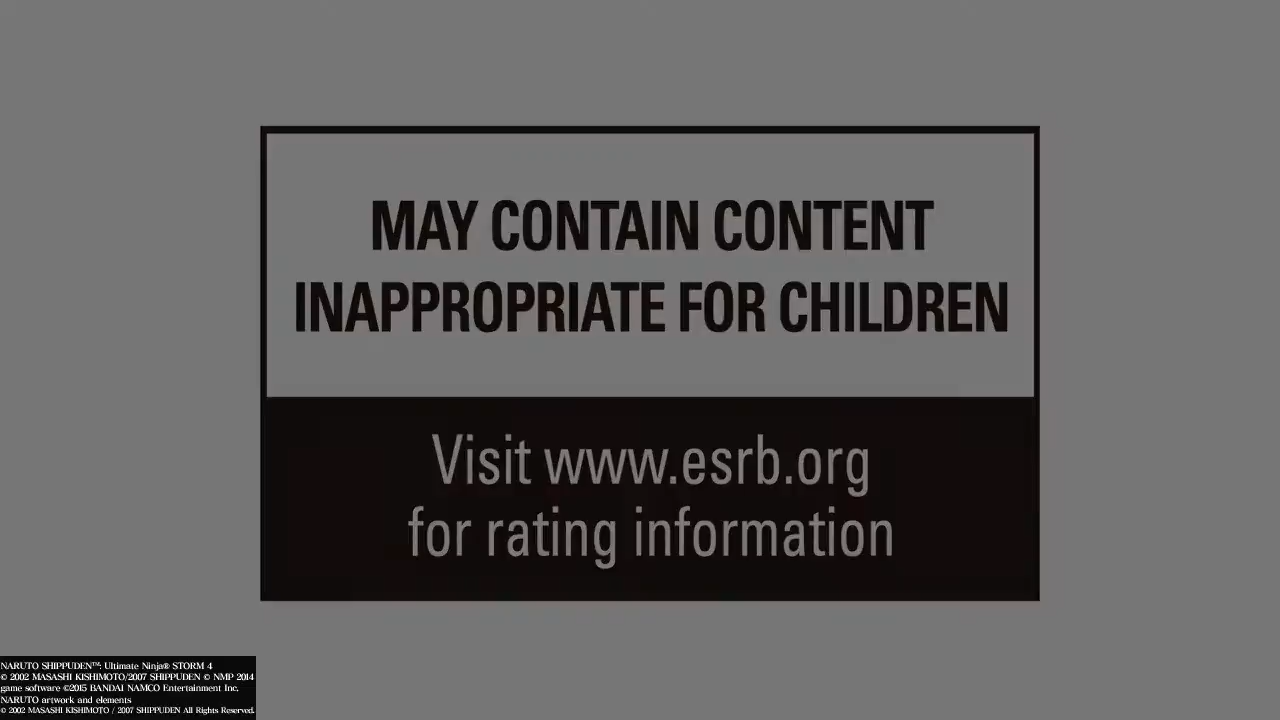 MAY CONTAIN CONTENT
INAPPROPRIATE FOR CHILDREN
Visit www.esrb.org
for rating information
NARUTO SHIPPUDEN™: Ultimate Ninja® STORM 4
© 2002 MASASHI KISHIMOTO/2007 SHIPPUDEN © NMP 2014
game software ©2015 BANDAI NAMCO Entertainment Inc.
NARUTO artwork and elements
© 2002 MASASHI KISHIMOTO / 2007 SHIPPUDEN All Rights Reserved.